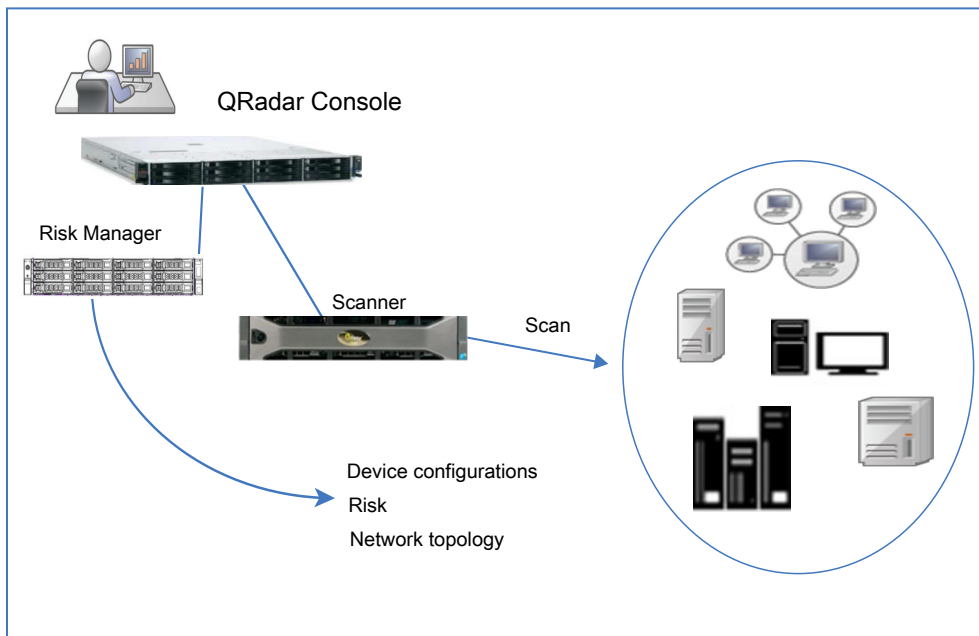 QRadar Console
Risk Manager
Scanner
Scan
Device configurations
Risk
Network topology